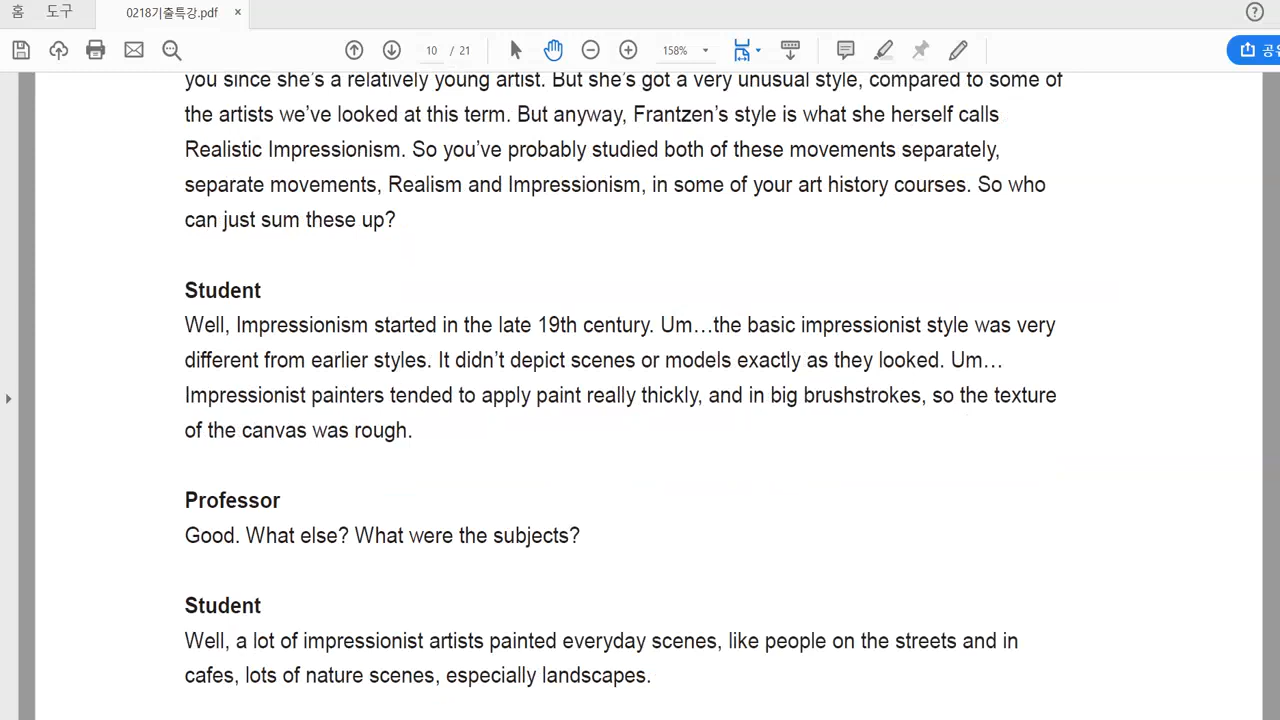 홈 도구 0218기출특강.pdf ×
10 / 21 158% 공유
you since she's a relatively young artist. But she's got a very unusual style, compared to some of
the artists we've looked at this term. But anyway, Frantzen's style is what she herself calls
Realistic Impressionism. So you've probably studied both of these movements separately,
separate movements, Realism and Impressionism, in some of your art history courses. So who
can just sum these up?
Student
Well, Impressionism started in the late 19th century. Um…the basic impressionist style was very
different from earlier styles. It didn't depict scenes or models exactly as they looked. Um…
Impressionist painters tended to apply paint really thickly, and in big brushstrokes, so the texture
of the canvas was rough.
Professor
Good. What else? What were the subjects?
Student
Well, a lot of impressionist artists painted everyday scenes, like people on the streets and in
cafes, lots of nature scenes, especially landscapes.